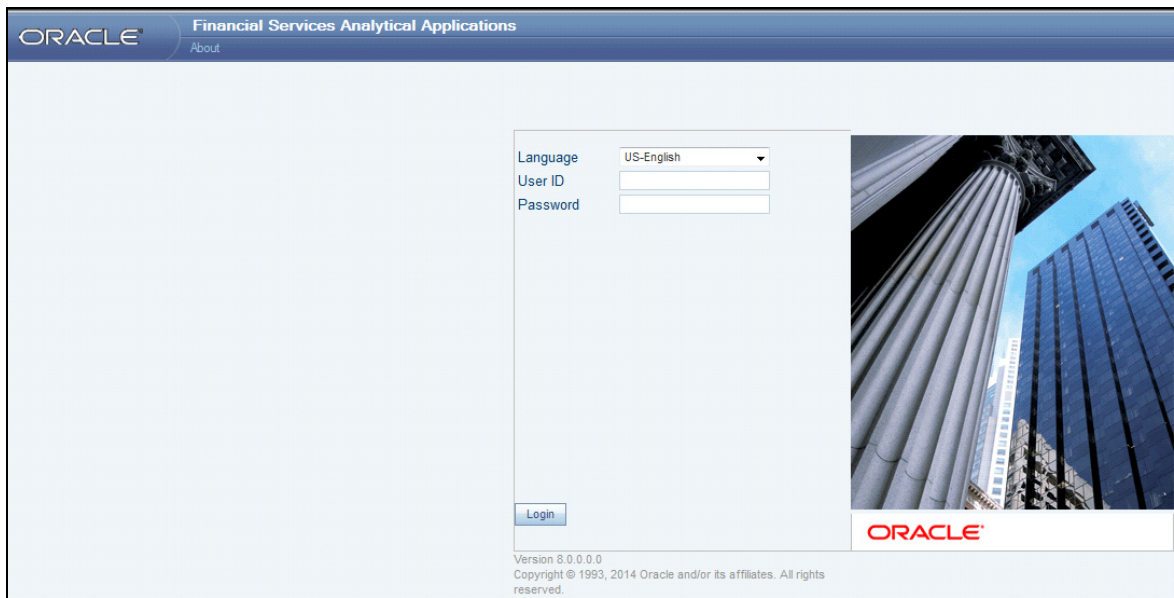 ORACLE®
Financial Services Analytical Applications
About
Language
US-English
User ID
Password
Login
ORACLE®
Version 8.0.0.0.0
Copyright © 1993, 2014 Oracle and/or its affiliates. All rights
reserved.